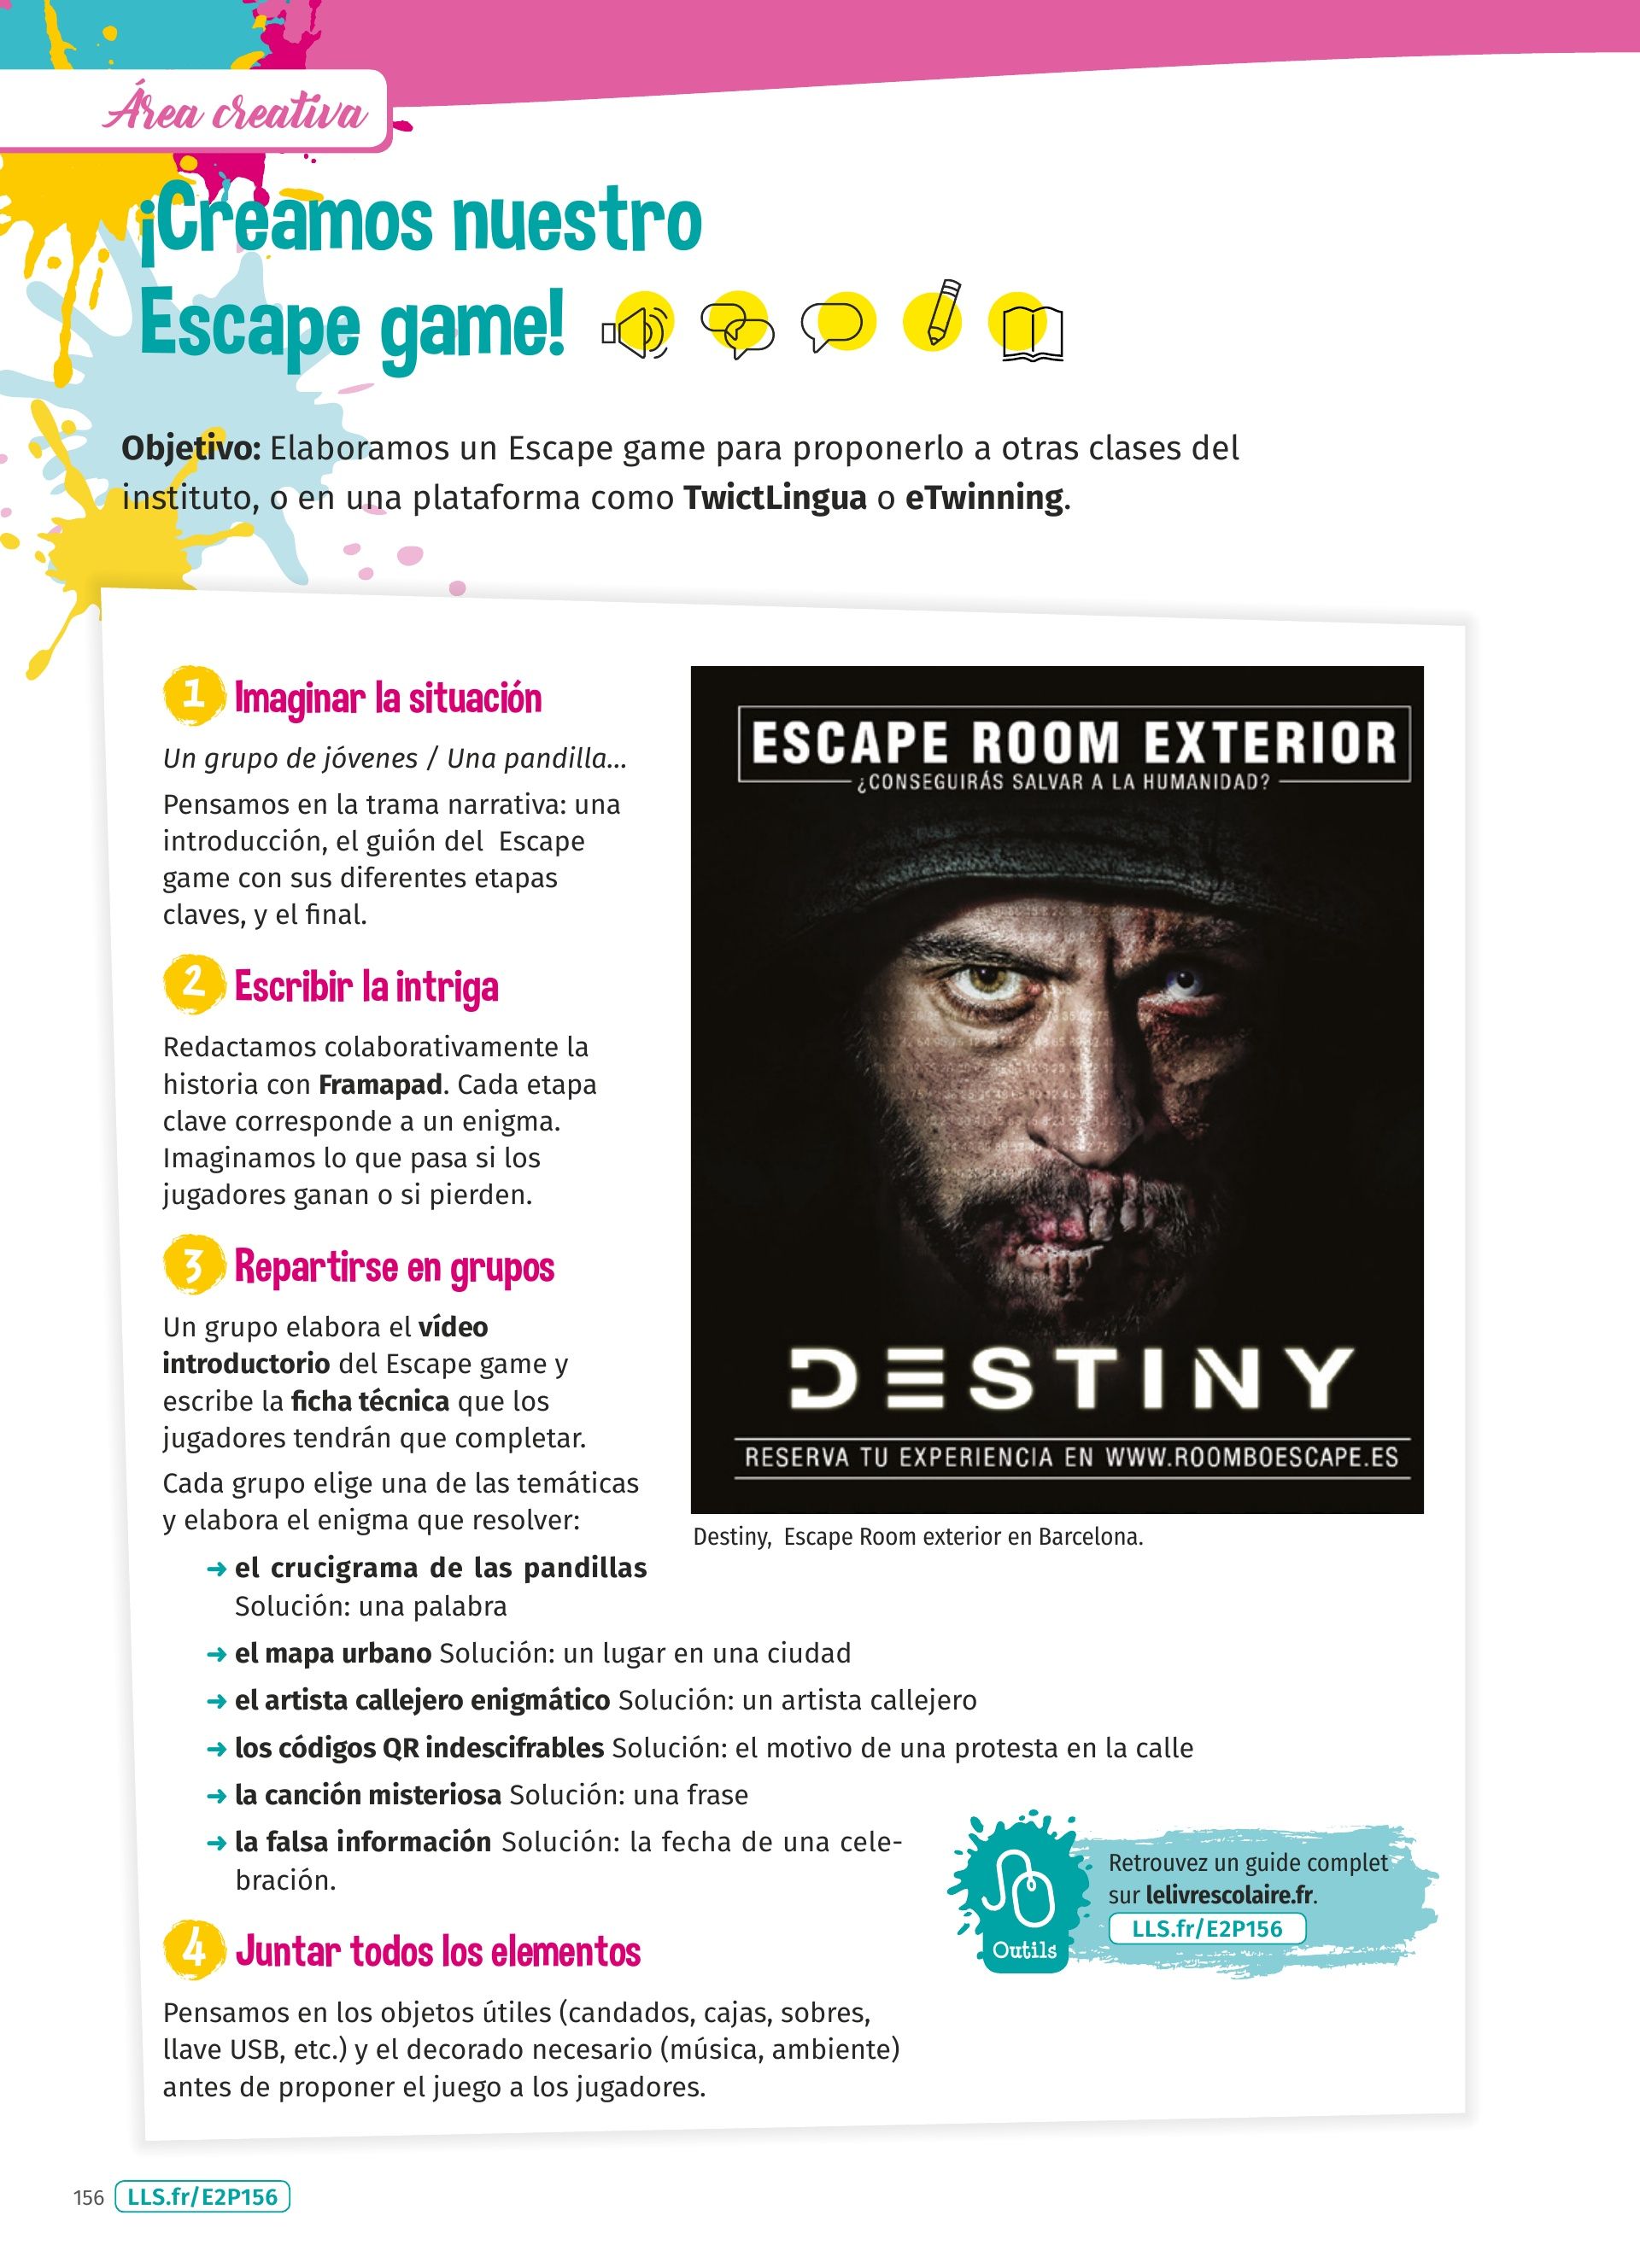 Área creativa
¡Creamos nuestro
Escape game!
Objetivo: Elaboramos un Escape game para proponerlo a otras clases del
instituto, o en una plataforma como TwictLingua o eTwinning.
1 Imaginar la situación
Un grupo de jóvenes / Una pandilla...
Pensamos en la trama narrativa: una
introducción, el guión del Escape
game con sus diferentes etapas
claves, y el final.
2 Escribir la intriga
Redactamos colaborativamente la
historia con Framapad. Cada etapa
clave corresponde a un enigma.
Imaginamos lo que pasa si los
jugadores ganan o si pierden.
3 Repartirse en grupos
Un grupo elabora el vídeo
introductorio del Escape game y
escribe la ficha técnica que los
jugadores tendrán que completar.
Cada grupo elige una de las temáticas
y elabora el enigma que resolver:
➜ el crucigrama de las pandillas
Solución: una palabra
➜ el mapa urbano Solución: un lugar en una ciudad
➜ el artista callejero enigmático Solución: un artista callejero
➜ los códigos QR indescifrables Solución: el motivo de una protesta en la calle
➜ la canción misteriosa Solución: una frase
➜ la falsa información Solución: la fecha de una cele-
bración.
4 Juntar todos los elementos
Pensamos en los objetos útiles (candados, cajas, sobres,
llave USB, etc.) y el decorado necesario (música, ambiente)
antes de proponer el juego a los jugadores.
ESCAPE ROOM EXTERIOR
¿CONSEGUIRÁS SALVAR A LA HUMANIDAD?
DESTINY
RESERVA TU EXPERIENCIA EN WWW.ROOMBOESCAPE.ES
Destiny, Escape Room exterior en Barcelona.
Outils
Retrouvez un guide complet
sur lelivrescolaire.fr.
LLS.fr/E2P156
156 LLS.fr/E2P156